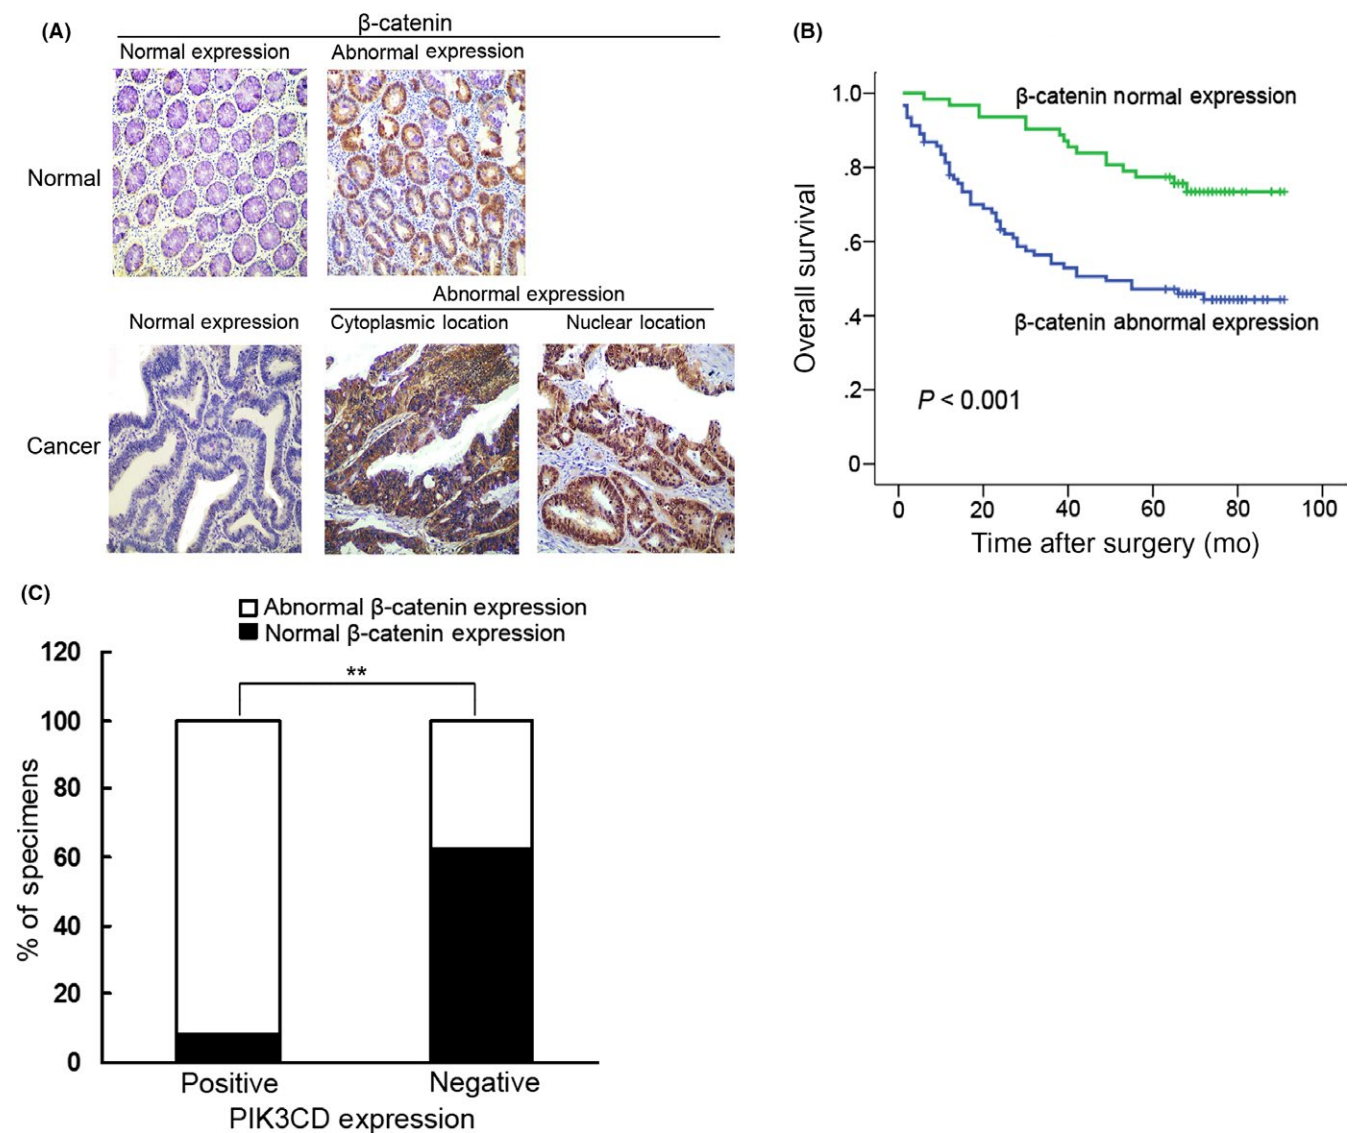 (A)
β-catenin
Normal expression
Abnormal expression
Normal
Abnormal expression
Normal expression
Cytoplasmic location
Nuclear location
Cancer
(B)
1.0
.8
.6
.4
.2
0
Overall survival
β-catenin normal expression
β-catenin abnormal expression
P < 0.001
0 20 40 60 80 100
Time after surgery (mo)
(C)
Abnormal β-catenin expression
Normal β-catenin expression
120
100
80
60
40
20
0
% of specimens
**
Positive Negative
PIK3CD expression